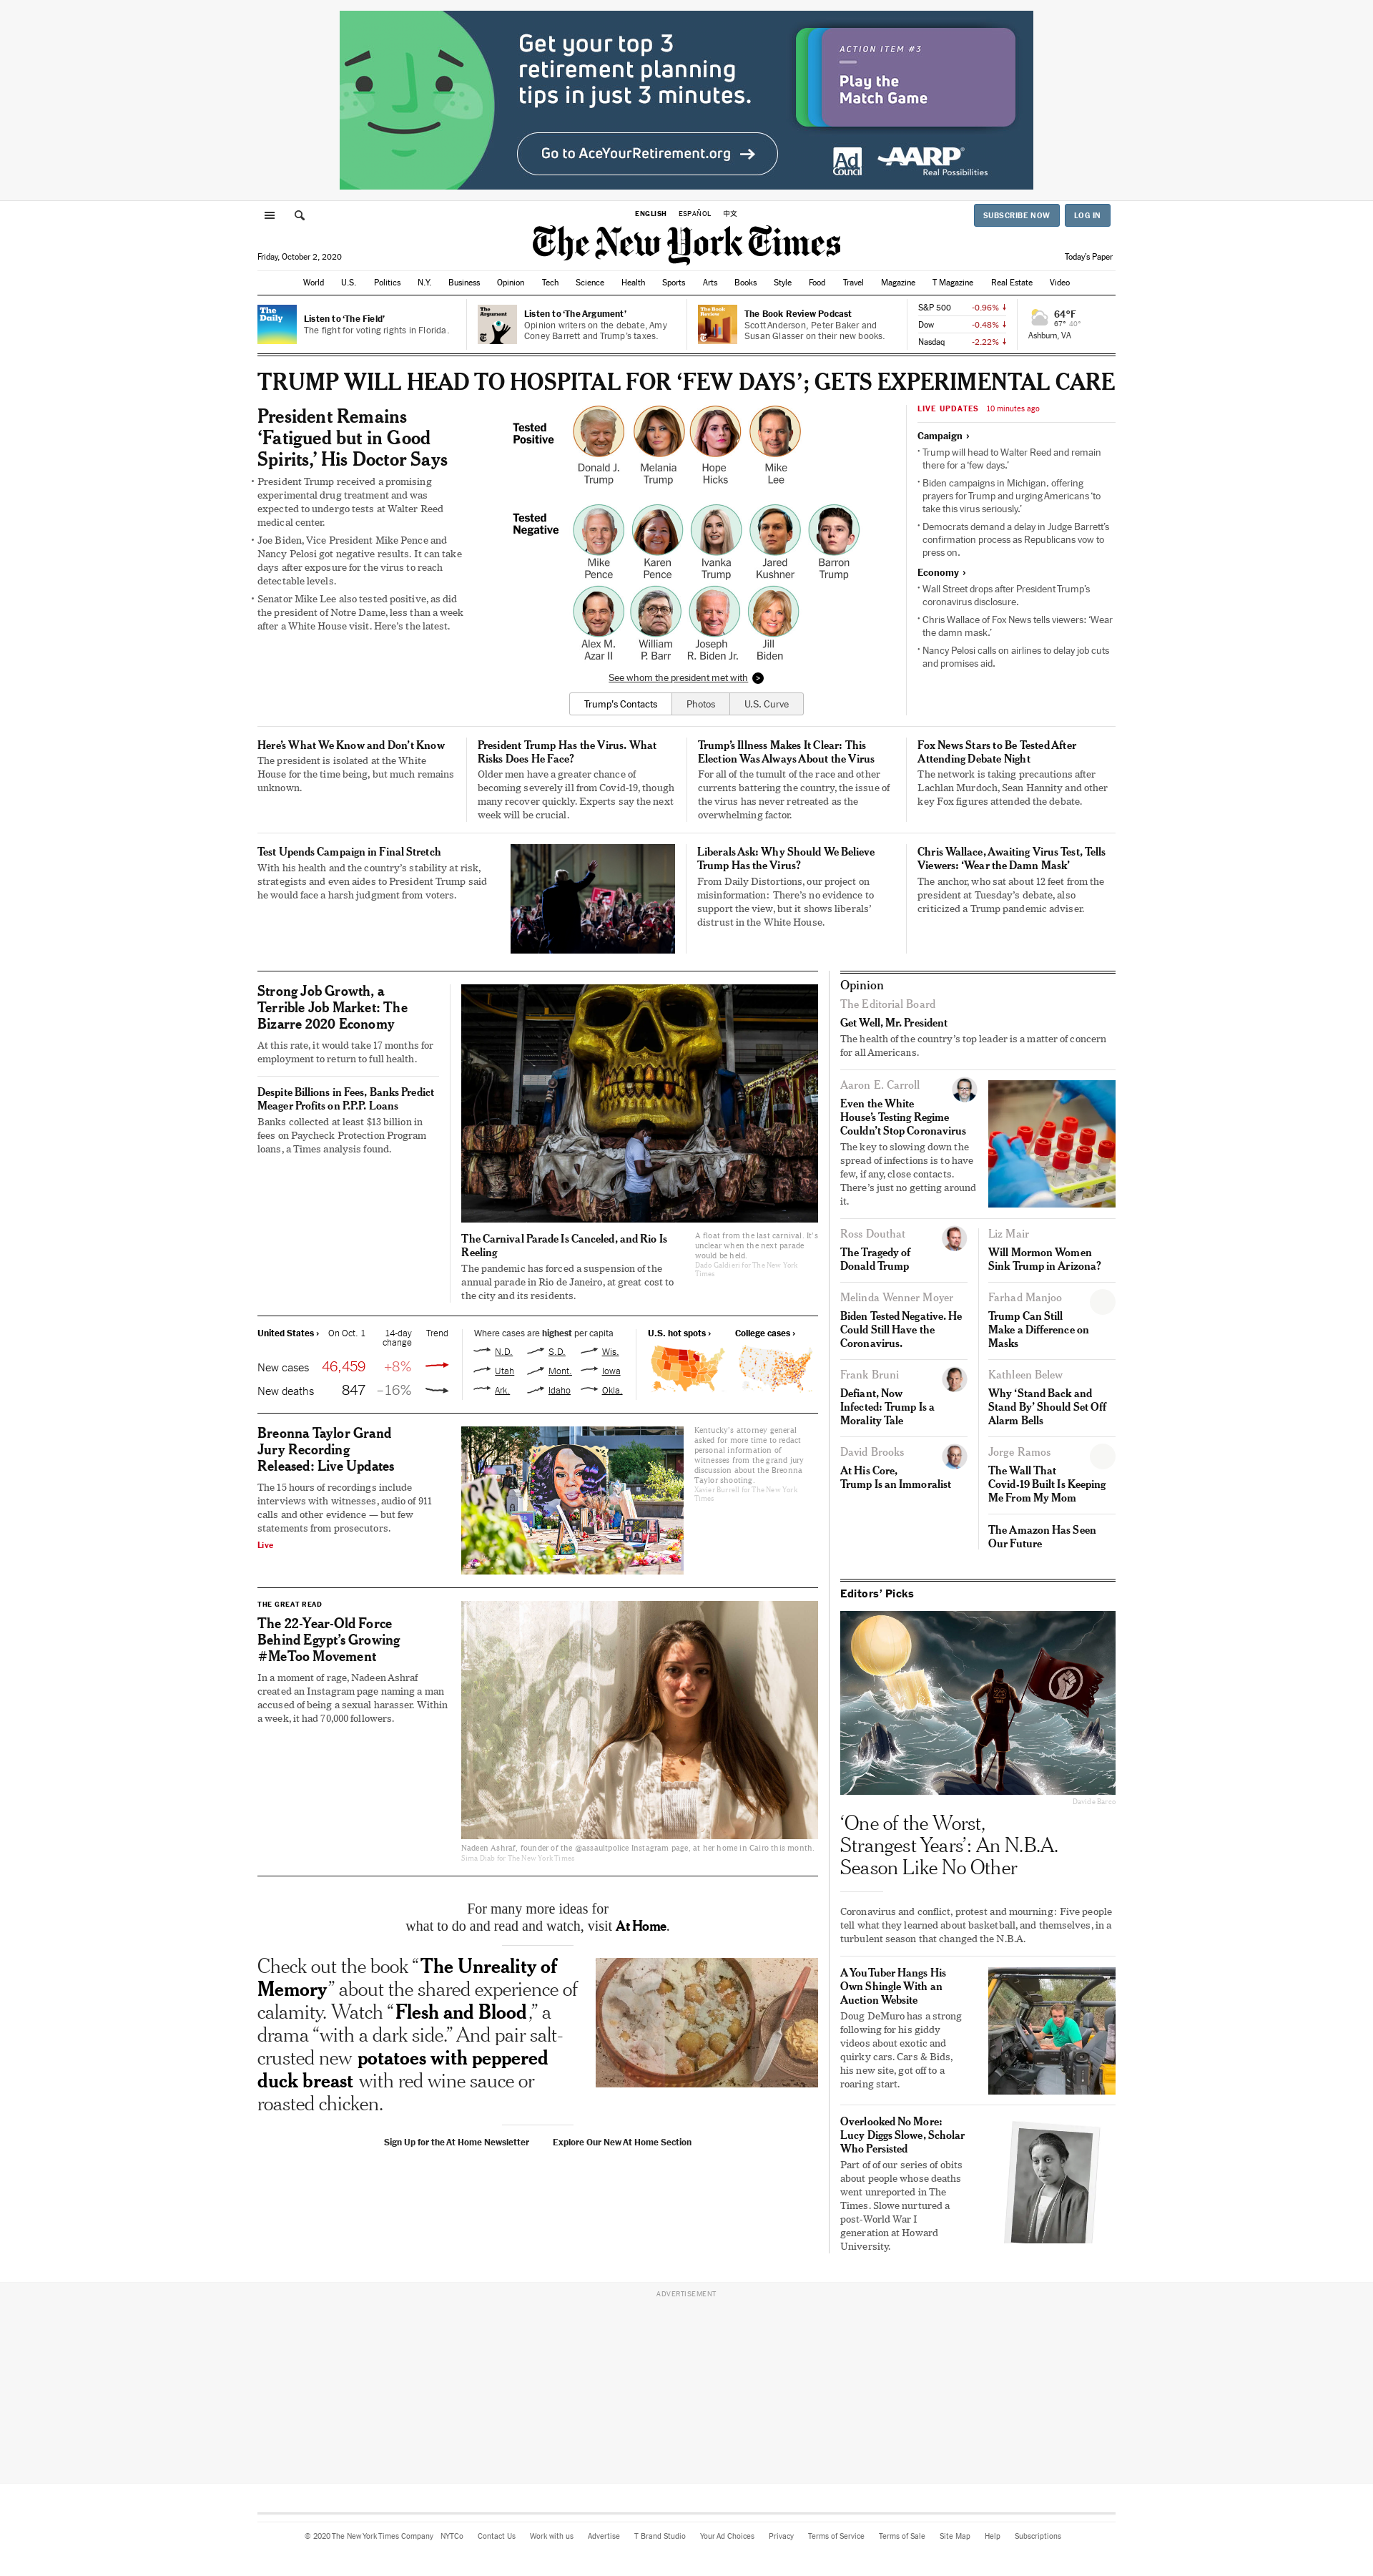 Get your top 3
retirement planning
tips in just 3 minutes.
Go to AceYourRetirement.org
ACTION ITEM #3
Play the
Match Game
Ad
Council
AARP
Real Possibilities
ENGLISH ESPAÑOL 中文
SUBSCRIBE NOW LOG IN
The New York Times
Friday, October 2, 2020
Today's Paper
World U.S. Politics N.Y. Business Opinion Tech Science Health Sports Arts Books Style Food Travel Magazine T Magazine Real Estate Video
The
Daily
Listen to ‘The Field’
The fight for voting rights in Florida.
The
Argument
Listen to ‘The Argument’
Opinion writers on the debate, Amy
Coney Barrett and Trump's taxes.
The Book
Review
The Book Review Podcast
Scott Anderson, Peter Baker and
Susan Glasser on their new books.
S&P 500 -0.96% ↓
Dow -0.48% ↓
Nasdaq -2.22% ↓
64°F
67° 40°
Ashburn, VA
TRUMP WILL HEAD TO HOSPITAL FOR ‘FEW DAYS’; GETS EXPERIMENTAL CARE
President Remains
‘Fatigued but in Good
Spirits,’ His Doctor Says
• President Trump received a promising
experimental drug treatment and was
expected to undergo tests at Walter Reed
medical center.
• Joe Biden, Vice President Mike Pence and
Nancy Pelosi got negative results. It can take
days after exposure for the virus to reach
detectable levels.
• Senator Mike Lee also tested positive, as did
the president of Notre Dame, less than a week
after a White House visit. Here's the latest.
Tested
Positive
Donald J.
Trump
Melania
Trump
Hope
Hicks
Mike
Lee
Tested
Negative
Mike
Pence
Karen
Pence
Ivanka
Trump
Jared
Kushner
Barron
Trump
Alex M.
Azar II
William
P. Barr
Joseph
R. Biden Jr.
Jill
Biden
See whom the president met with >
Trump's Contacts Photos U.S. Curve
LIVE UPDATES 10 minutes ago
Campaign ›
• Trump will head to Walter Reed and remain
there for a ‘few days.’
• Biden campaigns in Michigan, offering
prayers for Trump and urging Americans ‘to
take this virus seriously.’
• Democrats demand a delay in Judge Barrett's
confirmation process as Republicans vow to
press on.
Economy ›
• Wall Street drops after President Trump's
coronavirus disclosure.
• Chris Wallace of Fox News tells viewers: ‘Wear
the damn mask.’
• Nancy Pelosi calls on airlines to delay job cuts
and promises aid.
Here's What We Know and Don't Know
The president is isolated at the White
House for the time being, but much remains
unknown.
President Trump Has the Virus. What
Risks Does He Face?
Older men have a greater chance of
becoming severely ill from Covid-19, though
many recover quickly. Experts say the next
week will be crucial.
Trump's Illness Makes It Clear: This
Election Was Always About the Virus
For all of the tumult of the race and other
currents battering the country, the issue of
the virus has never retreated as the
overwhelming factor.
Fox News Stars to Be Tested After
Attending Debate Night
The network is taking precautions after
Lachlan Murdoch, Sean Hannity and other
key Fox figures attended the debate.
Test Upends Campaign in Final Stretch
With his health and the country's stability at risk,
strategists and even aides to President Trump said
he would face a harsh judgment from voters.
Liberals Ask: Why Should We Believe
Trump Has the Virus?
From Daily Distortions, our project on
misinformation: There's no evidence to
support the view, but it shows liberals'
distrust in the White House.
Chris Wallace, Awaiting Virus Test, Tells
Viewers: ‘Wear the Damn Mask’
The anchor, who sat about 12 feet from the
president at Tuesday's debate, also
criticized a Trump pandemic adviser.
Strong Job Growth, a
Terrible Job Market: The
Bizarre 2020 Economy
At this rate, it would take 17 months for
employment to return to full health.
Despite Billions in Fees, Banks Predict
Meager Profits on P.P.P. Loans
Banks collected at least $13 billion in
fees on Paycheck Protection Program
loans, a Times analysis found.
The Carnival Parade Is Canceled, and Rio Is
Reeling
The pandemic has forced a suspension of the
annual parade in Rio de Janeiro, at great cost to
the city and its residents.
A float from the last carnival. It's
unclear when the next parade
would be held.
Dado Galdieri for The New York
Times
United States › On Oct. 1 14-day
change Trend
New cases 46,459 +8%
New deaths 847 –16%
Where cases are highest per capita
N.D. S.D. Wis.
Utah Mont. Iowa
Ark. Idaho Okla.
U.S. hot spots › College cases ›
Breonna Taylor Grand
Jury Recording
Released: Live Updates
The 15 hours of recordings include
interviews with witnesses, audio of 911
calls and other evidence — but few
statements from prosecutors.
Live
Kentucky's attorney general
asked for more time to redact
personal information of
witnesses from the grand jury
discussion about the Breonna
Taylor shooting.
Xavier Burrell for The New York
Times
THE GREAT READ
The 22-Year-Old Force
Behind Egypt's Growing
#MeToo Movement
In a moment of rage, Nadeen Ashraf
created an Instagram page naming a man
accused of being a sexual harasser. Within
a week, it had 70,000 followers.
Nadeen Ashraf, founder of the @assaultpolice Instagram page, at her home in Cairo this month.
Sima Diab for The New York Times
For many more ideas for
what to do and read and watch, visit At Home.
Check out the book “The Unreality of
Memory” about the shared experience of
calamity. Watch “Flesh and Blood,” a
drama “with a dark side.” And pair salt-
crusted new potatoes with peppered
duck breast with red wine sauce or
roasted chicken.
Sign Up for the At Home Newsletter Explore Our New At Home Section
Opinion
The Editorial Board
Get Well, Mr. President
The health of the country's top leader is a matter of concern
for all Americans.
Aaron E. Carroll
Even the White
House's Testing Regime
Couldn't Stop Coronavirus
The key to slowing down the
spread of infections is to have
few, if any, close contacts.
There's just no getting around
it.
Ross Douthat
The Tragedy of
Donald Trump
Melinda Wenner Moyer
Biden Tested Negative. He
Could Still Have the
Coronavirus.
Frank Bruni
Defiant, Now
Infected: Trump Is a
Morality Tale
David Brooks
At His Core,
Trump Is an Immoralist
Liz Mair
Will Mormon Women
Sink Trump in Arizona?
Farhad Manjoo
Trump Can Still
Make a Difference on
Masks
Kathleen Belew
Why ‘Stand Back and
Stand By’ Should Set Off
Alarm Bells
Jorge Ramos
The Wall That
Covid-19 Built Is Keeping
Me From My Mom
The Amazon Has Seen
Our Future
Editors' Picks
23
Davide Barco
‘One of the Worst,
Strangest Years’: An N.B.A.
Season Like No Other
Coronavirus and conflict, protest and mourning: Five people
tell what they learned about basketball, and themselves, in a
turbulent season that changed the N.B.A.
A YouTuber Hangs His
Own Shingle With an
Auction Website
Doug DeMuro has a strong
following for his giddy
videos about exotic and
quirky cars. Cars & Bids,
his new site, got off to a
roaring start.
Overlooked No More:
Lucy Diggs Slowe, Scholar
Who Persisted
Part of of our series of obits
about people whose deaths
went unreported in The
Times. Slowe nurtured a
post-World War I
generation at Howard
University.
ADVERTISEMENT
© 2020 The New York Times Company NYTCo Contact Us Work with us Advertise T Brand Studio Your Ad Choices Privacy Terms of Service Terms of Sale Site Map Help Subscriptions